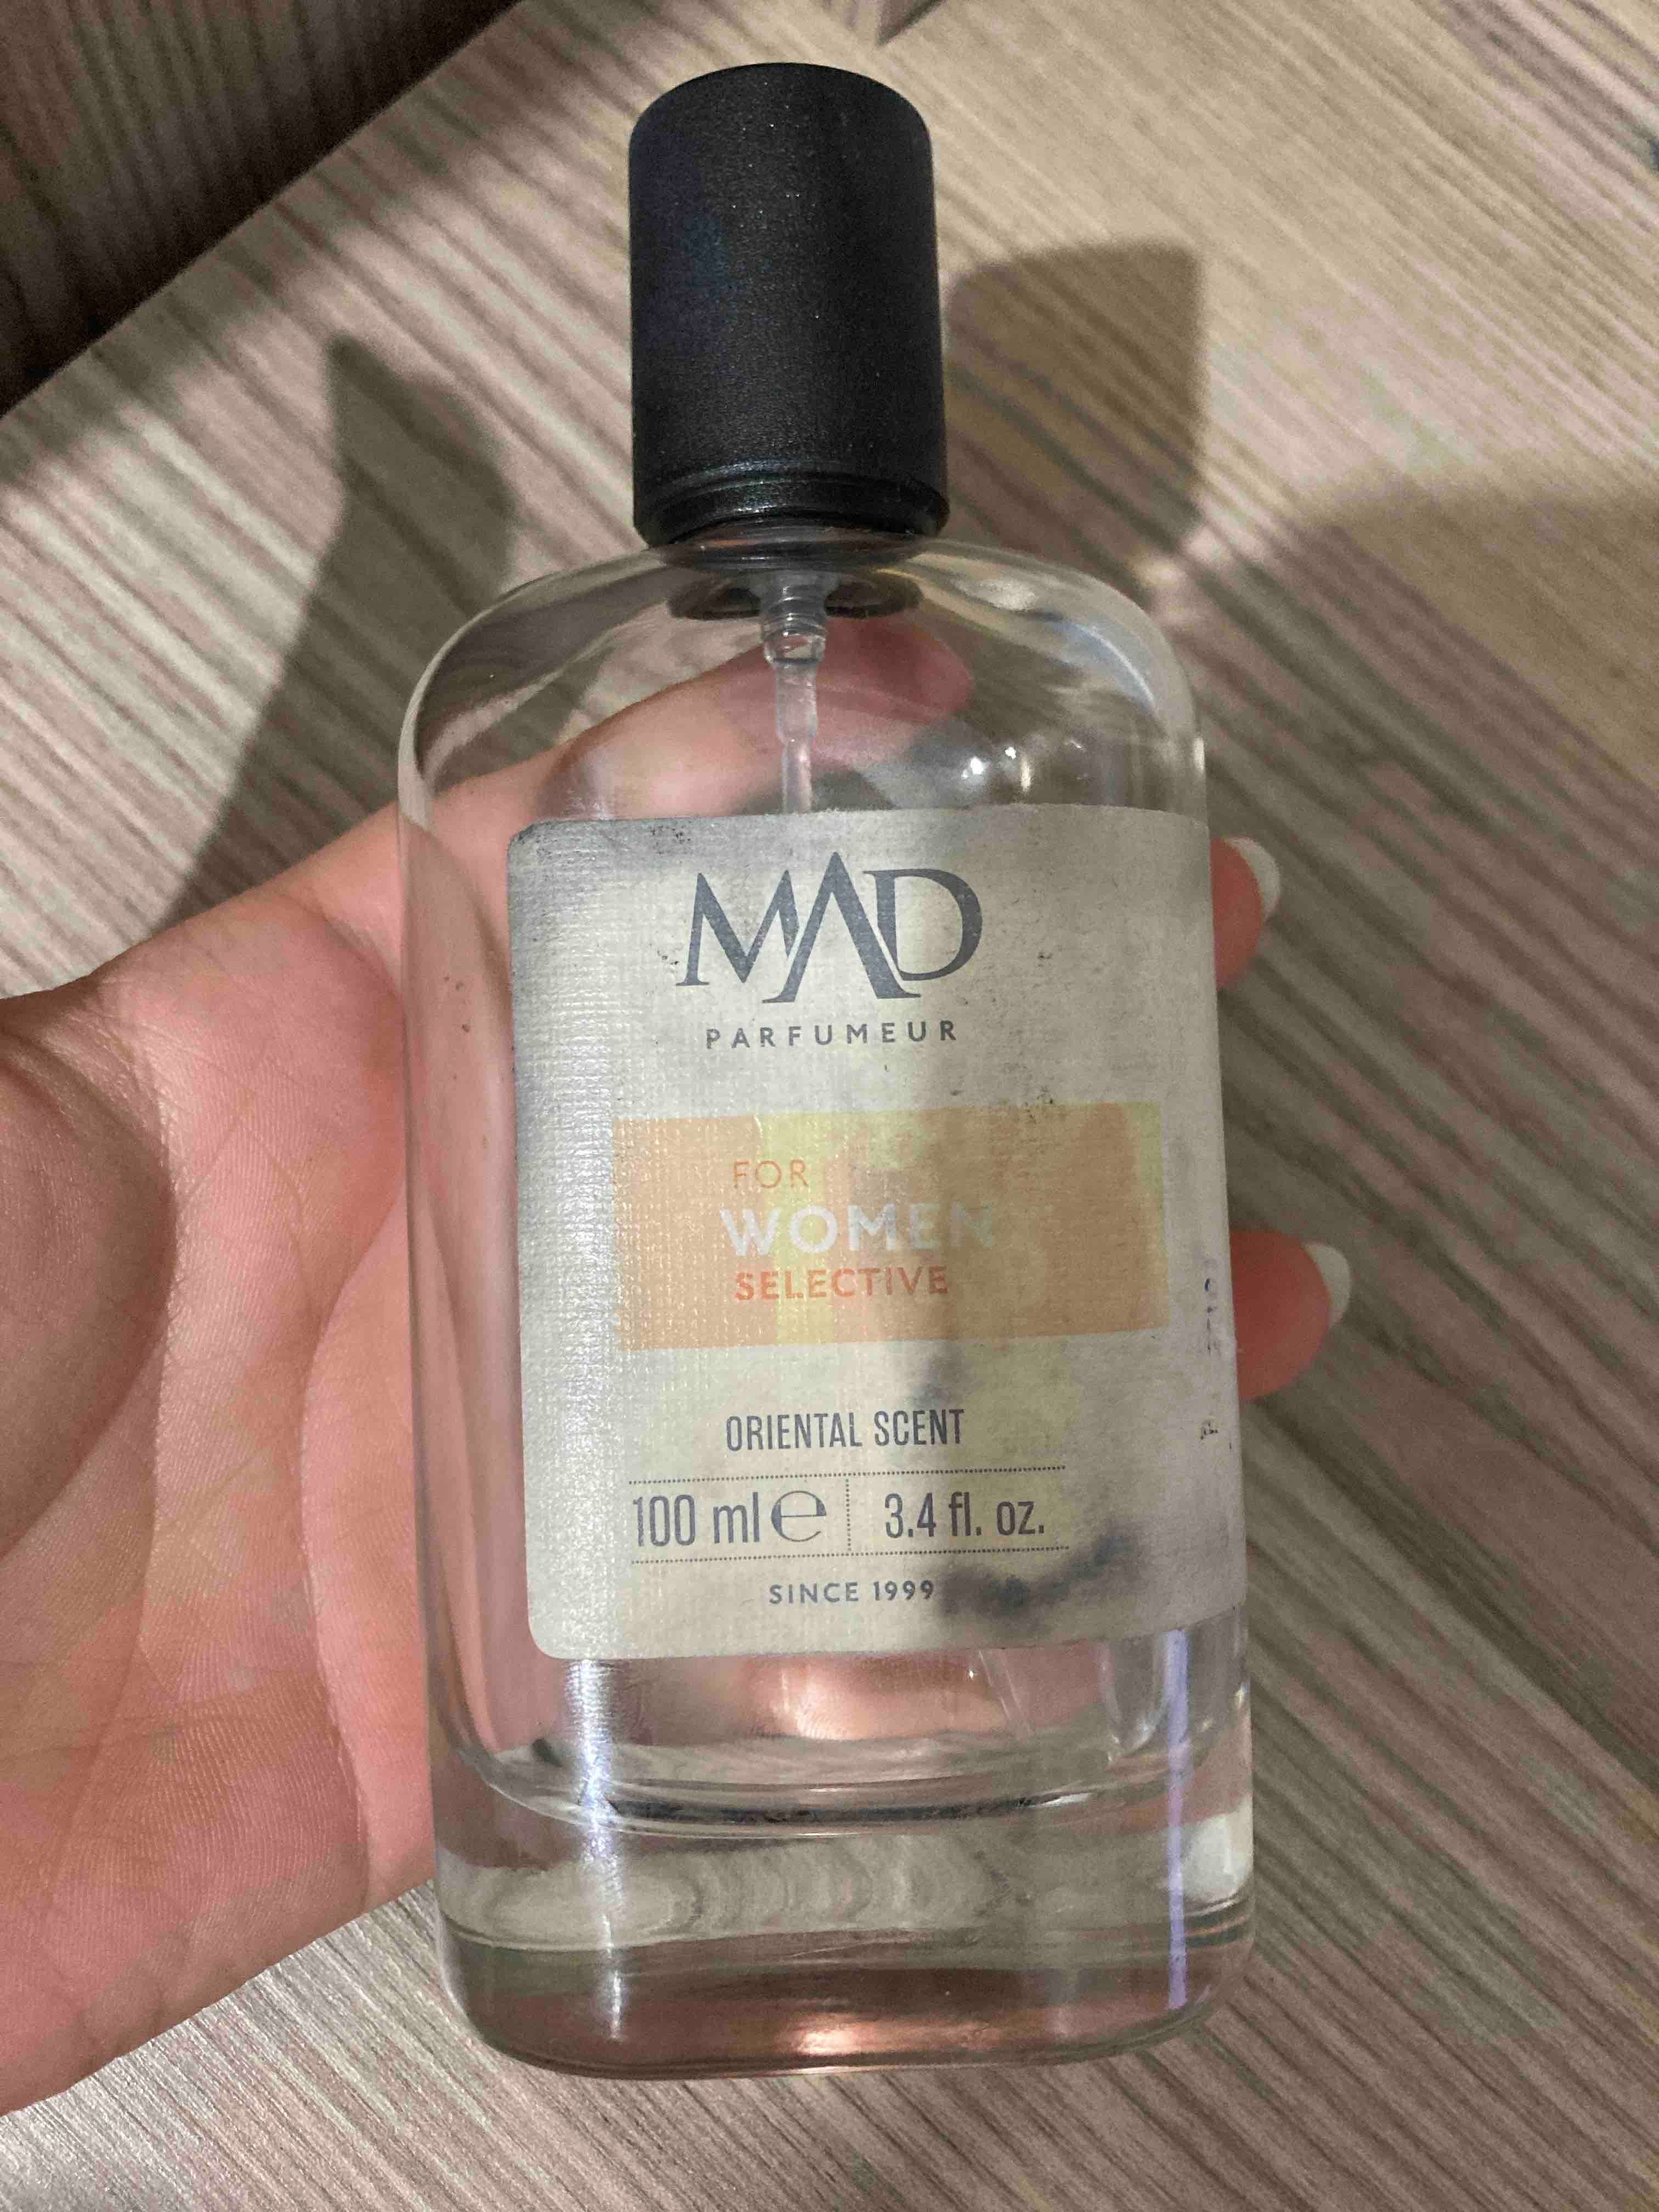 MAD
PARFUMEUR
FOR
WOMEN
SELECTIVE
ORIENTAL SCENT
100 ml ℮ 3.4 fl. oz.
SINCE 1999